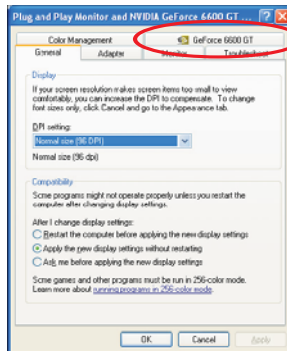 Plug and Play Monitor and NVIDIA GeForce 6600 GT ...
Color Management
GeForce 6600 GT
General
Adapter
Monitor
Troubleshoot
Display
If your screen resolution makes screen items too small to view
comfortably, you can increase the DPI to compensate. To change
font sizes only, click Cancel and go to the Appearance tab.
DPI setting:
Normal size (96 DPI)
Normal size (96 dpi)
Compatibility
Some programs might not operate properly unless you restart the
computer after changing display settings.
After I change display settings:
Restart the computer before applying the new display settings
Apply the new display settings without restarting
Ask me before applying the new display settings
Some games and other programs must be run in 256-color mode.
Learn more about running programs in 256-color mode.
OK
Cancel
Apply